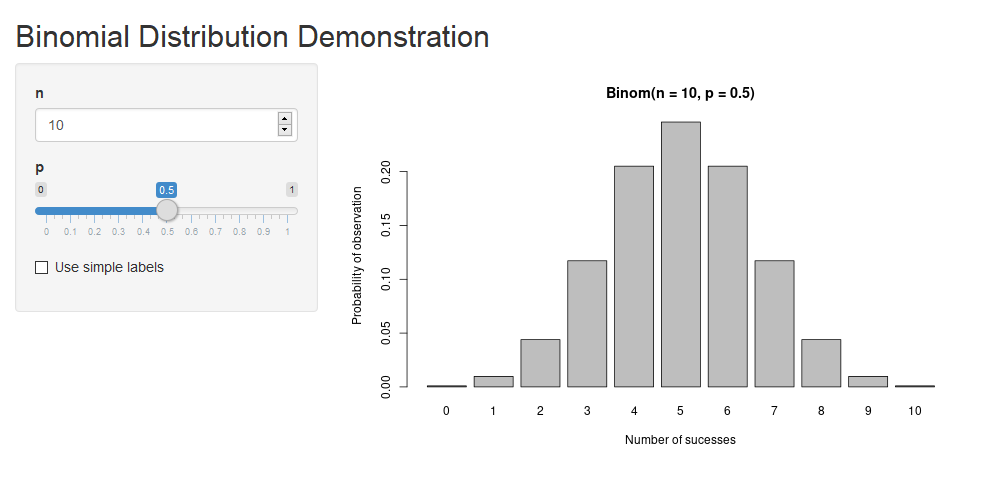 Binomial Distribution Demonstration
n
10
p
0 0.5 1
0 0.1 0.2 0.3 0.4 0.5 0.6 0.7 0.8 0.9 1
Use simple labels
Binom(n = 10, p = 0.5)
Probability of observation
0.20
0.15
0.10
0.05
0.00
0 1 2 3 4 5 6 7 8 9 10
Number of sucesses